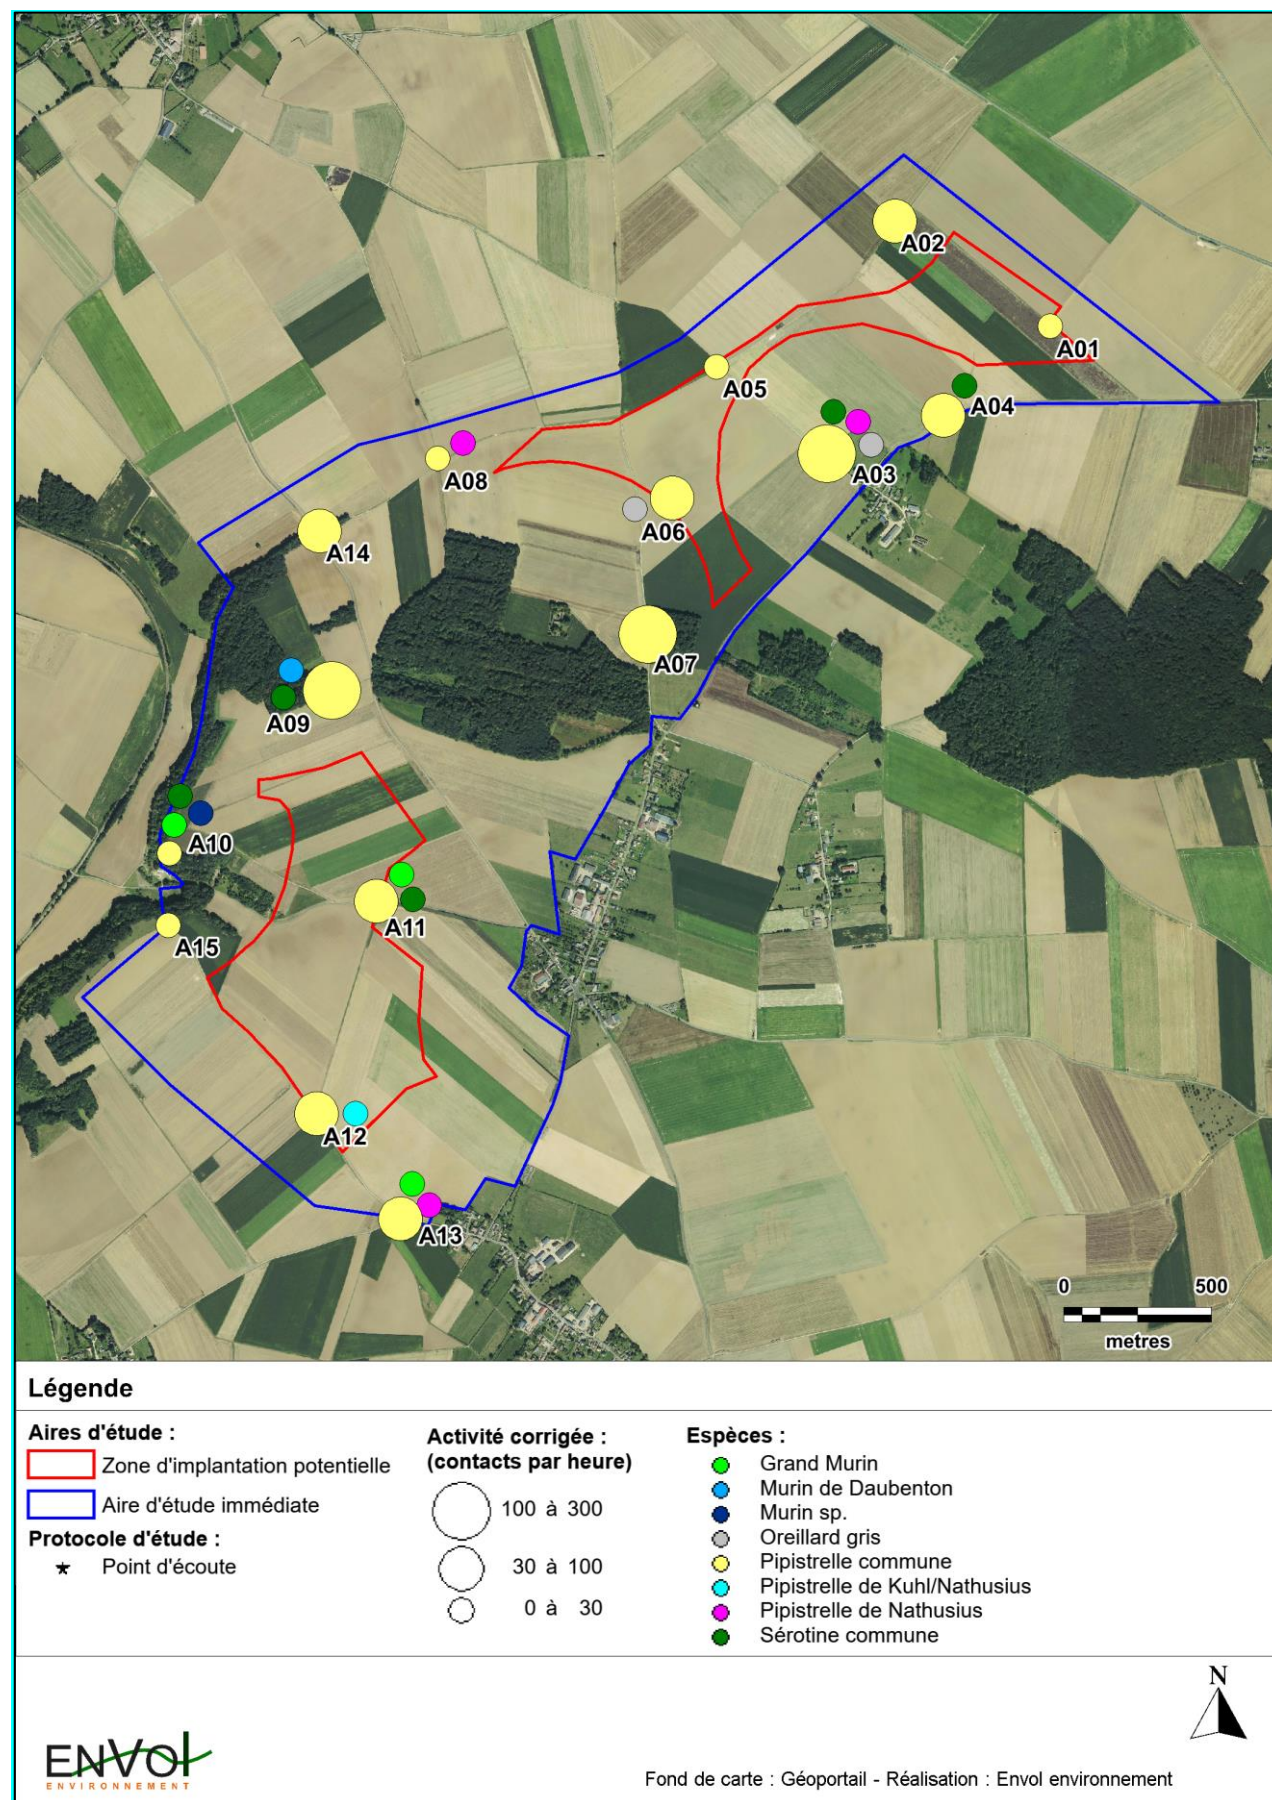 A02
A01
A05
A04
A03
A08
A06
A14
A07
A09
A10
A11
A15
A12
A13
0 500
metres
Légende
Aires d'étude :
Zone d'implantation potentielle
Aire d'étude immédiate
Protocole d'étude :
Point d'écoute
Activité corrigée :
(contacts par heure)
100 à 300
30 à 100
0 à 30
Espèces :
Grand Murin
Murin de Daubenton
Murin sp.
Oreillard gris
Pipistrelle commune
Pipistrelle de Kuhl/Nathusius
Pipistrelle de Nathusius
Sérotine commune
N
ENVOL
ENVIRONNEMENT
Fond de carte : Géoportail - Réalisation : Envol environnement